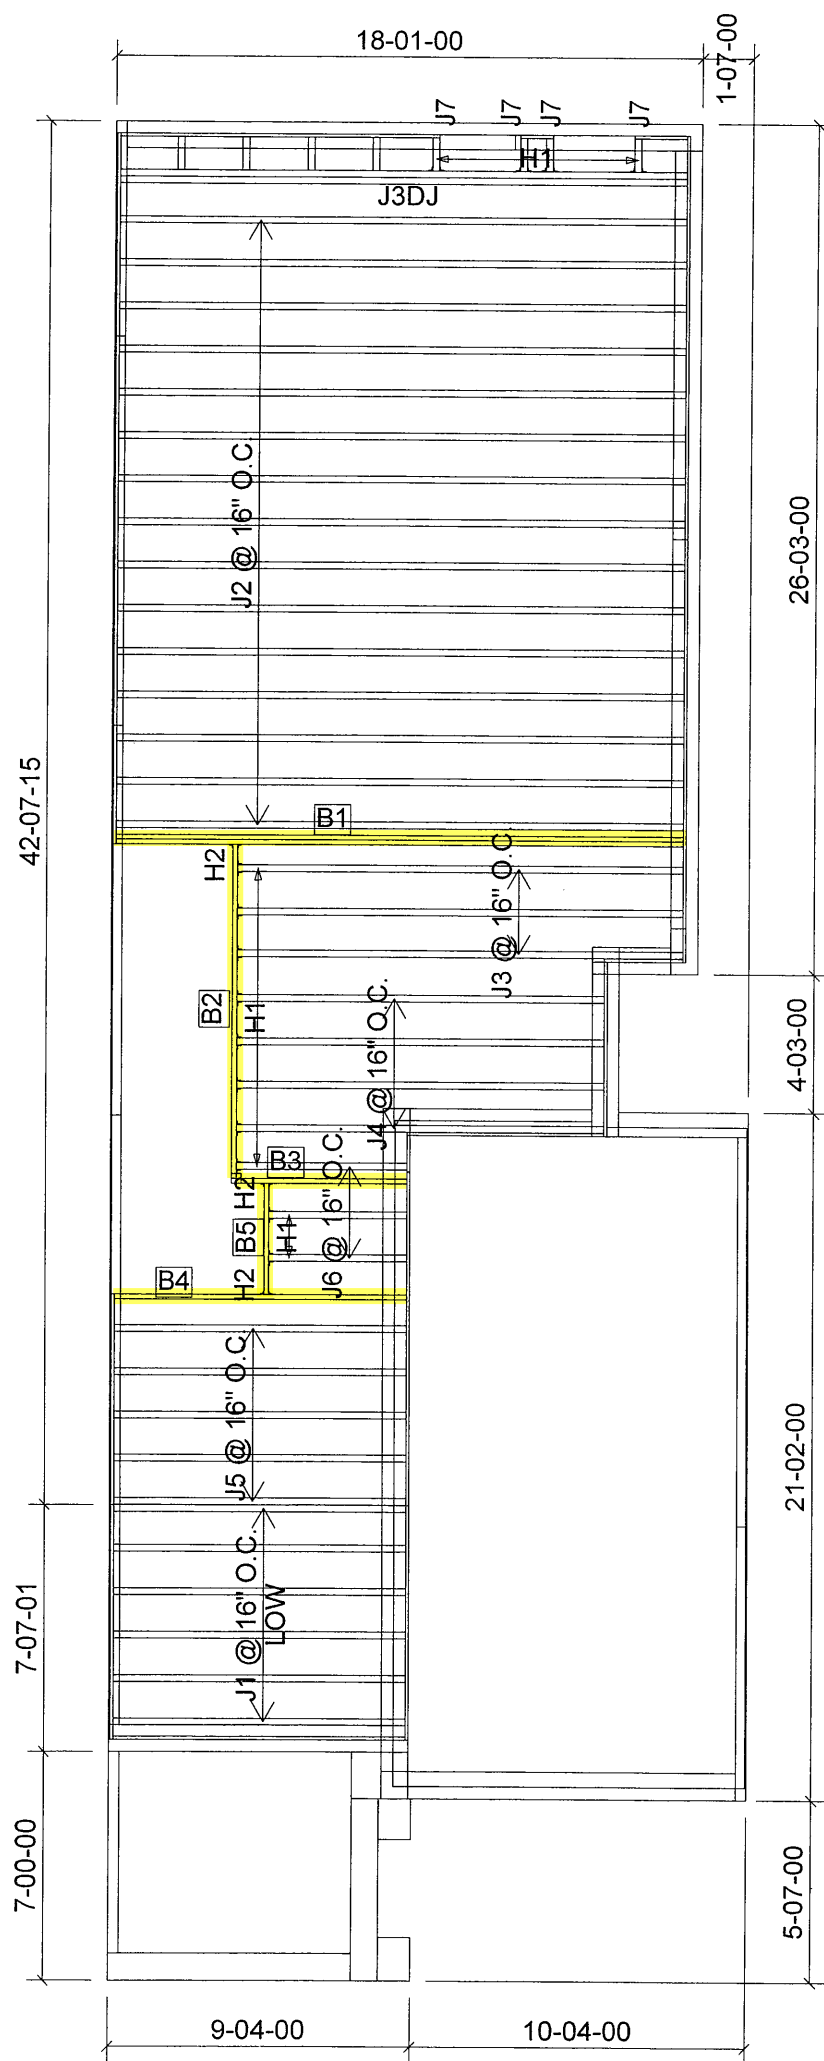 18-01-00
1-07-00
J7
J7
J7
J7
H1
J3DJ
42-07-15
J2 @ 16" O.C.
26-03-00
B1
H2
J3 @ 16" O.C.
B2
H1
J4 @ 16" O.C.
4-03-00
B3
H2
B5
H1
J6 @ 16" O.C.
B4
H2
J5 @ 16" O.C.
21-02-00
7-07-01
J1 @ 16" O.C.
LOW
7-00-00
5-07-00
9-04-00
10-04-00